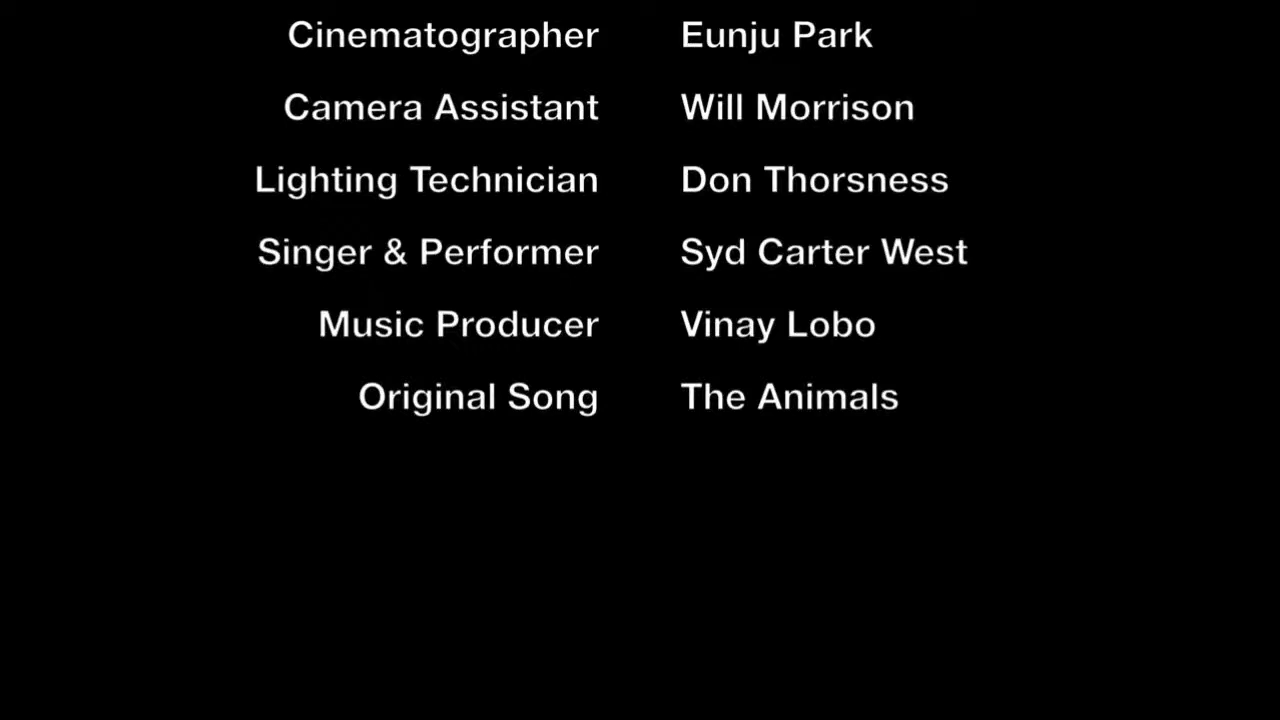 Cinematographer Eunju Park
Camera Assistant Will Morrison
Lighting Technician Don Thorsness
Singer & Performer Syd Carter West
Music Producer Vinay Lobo
Original Song The Animals